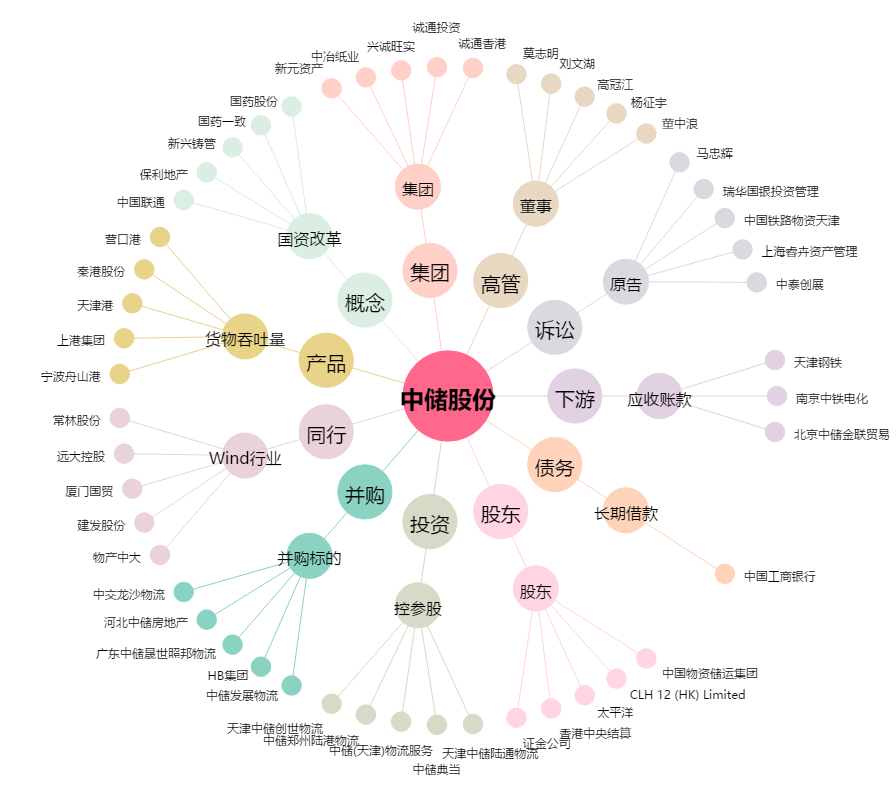 中储股份
集团
集团
新元资产
中冶纸业
兴诚旺实
诚通投资
诚通香港
高管
董事
莫志明
刘文湖
高冠江
杨征宇
董中浪
诉讼
原告
马忠辉
瑞华国银投资管理
中国铁路物资天津
上海睿卉资产管理
中泰创展
下游
应收账款
天津钢铁
南京中铁电化
北京中储金联贸易
债务
长期借款
中国工商银行
股东
股东
中国物资储运集团
CLH 12 (HK) Limited
太平洋
香港中央结算
证金公司
投资
控参股
天津中储陆通物流
中储典当
中储(天津)物流服务
中储郑州陆港物流
天津中储创世物流
并购
并购标的
中储发展物流
HB集团
广东中储晟世照邦物流
河北中储房地产
中交龙沙物流
同行
Wind行业
物产中大
建发股份
厦门国贸
远大控股
常林股份
产品
货物吞吐量
宁波舟山港
上港集团
天津港
秦港股份
营口港
概念
国资改革
中国联通
保利地产
新兴铸管
国药一致
国药股份